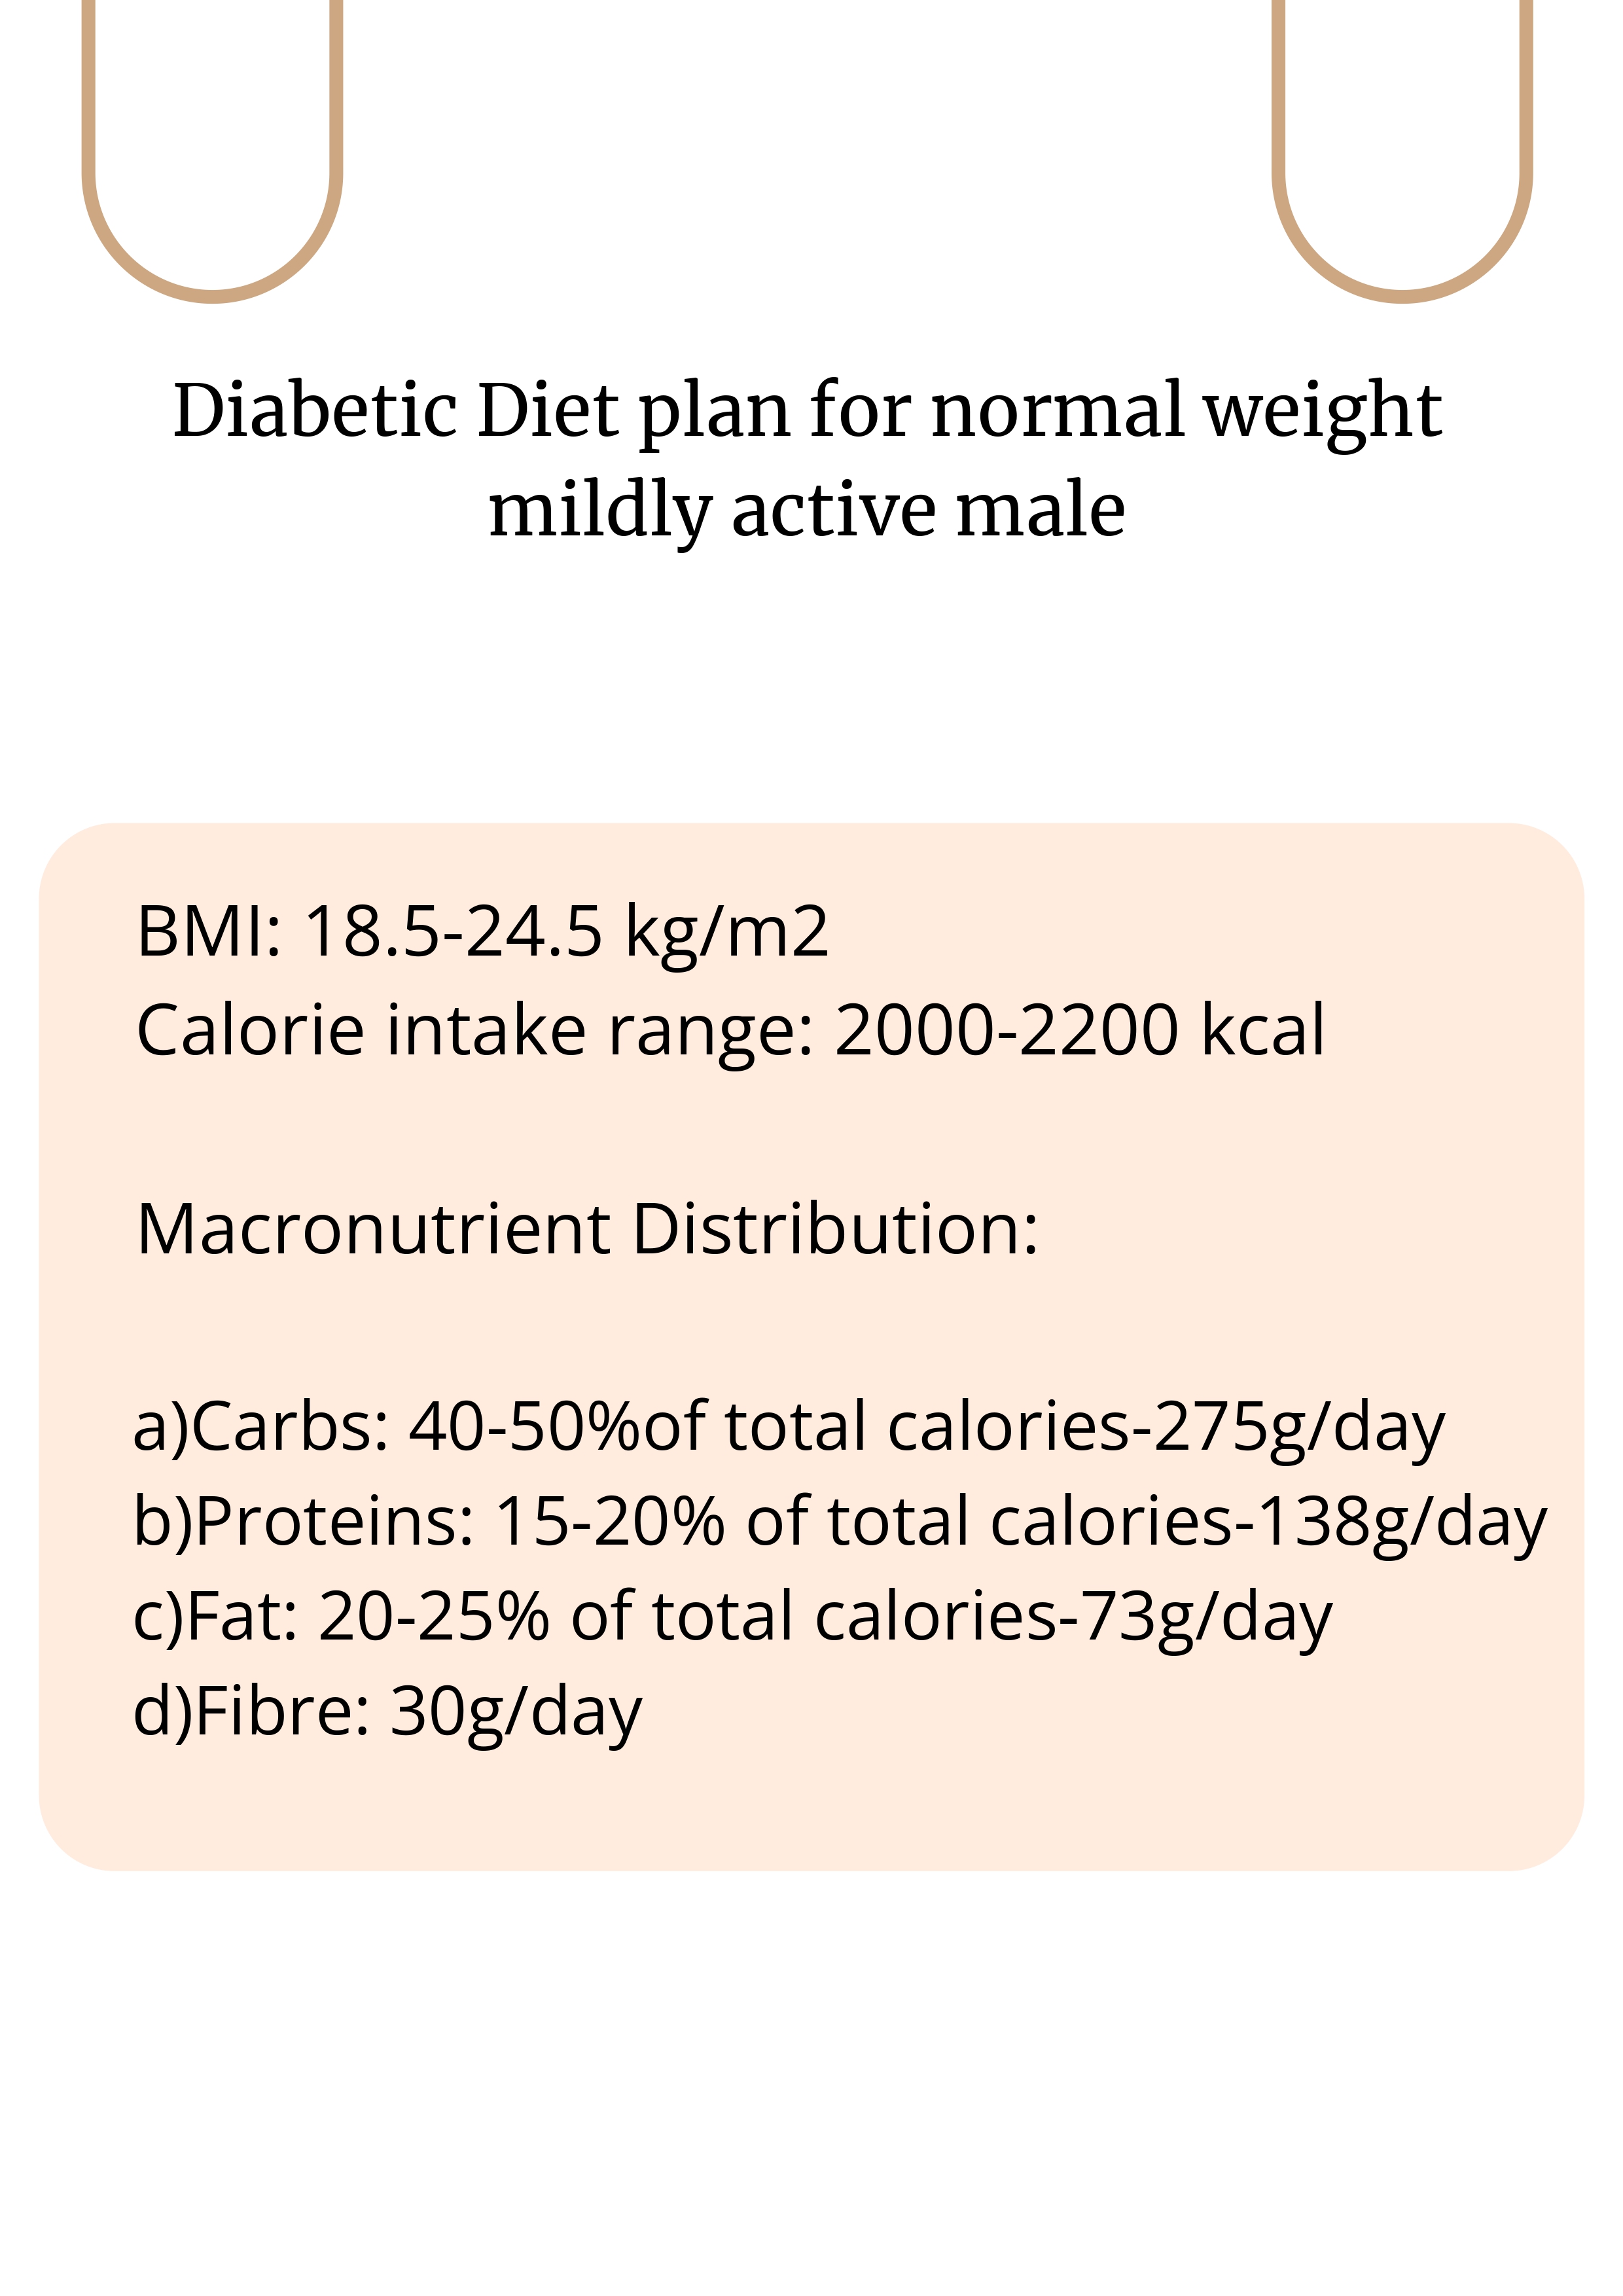 Diabetic Diet plan for normal weight
mildly active male
BMI: 18.5-24.5 kg/m2
Calorie intake range: 2000-2200 kcal
Macronutrient Distribution:
a)Carbs: 40-50%of total calories-275g/day
b)Proteins: 15-20% of total calories-138g/day
c)Fat: 20-25% of total calories-73g/day
d)Fibre: 30g/day